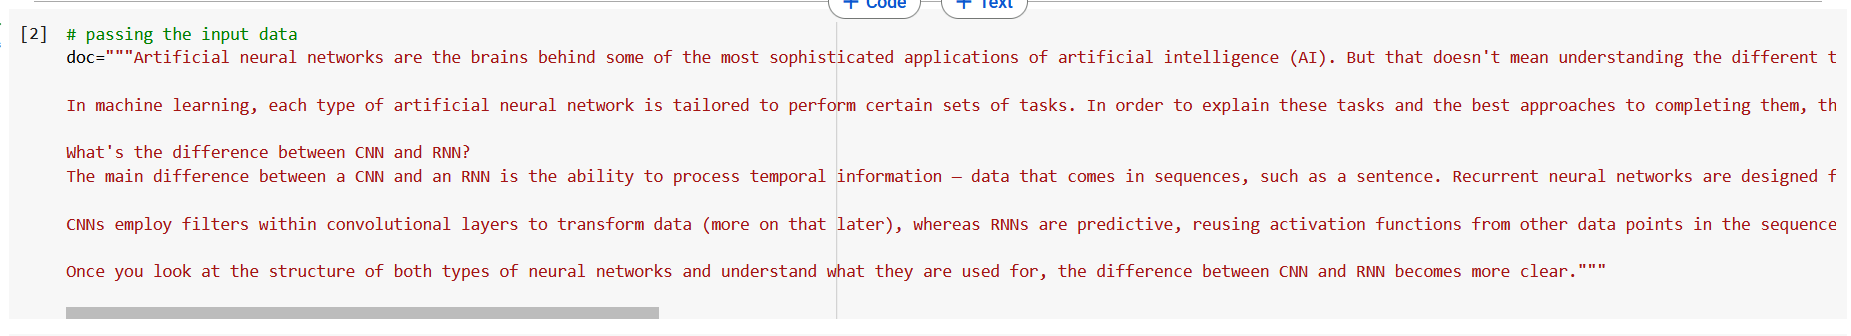 + Code + Text
[2] # passing the input data
doc="""Artificial neural networks are the brains behind some of the most sophisticated applications of artificial intelligence (AI). But that doesn't mean understanding the different t
In machine learning, each type of artificial neural network is tailored to perform certain sets of tasks. In order to explain these tasks and the best approaches to completing them, th
What's the difference between CNN and RNN?
The main difference between a CNN and an RNN is the ability to process temporal information — data that comes in sequences, such as a sentence. Recurrent neural networks are designed f
CNNs employ filters within convolutional layers to transform data (more on that later), whereas RNNs are predictive, reusing activation functions from other data points in the sequence
Once you look at the structure of both types of neural networks and understand what they are used for, the difference between CNN and RNN becomes more clear."""